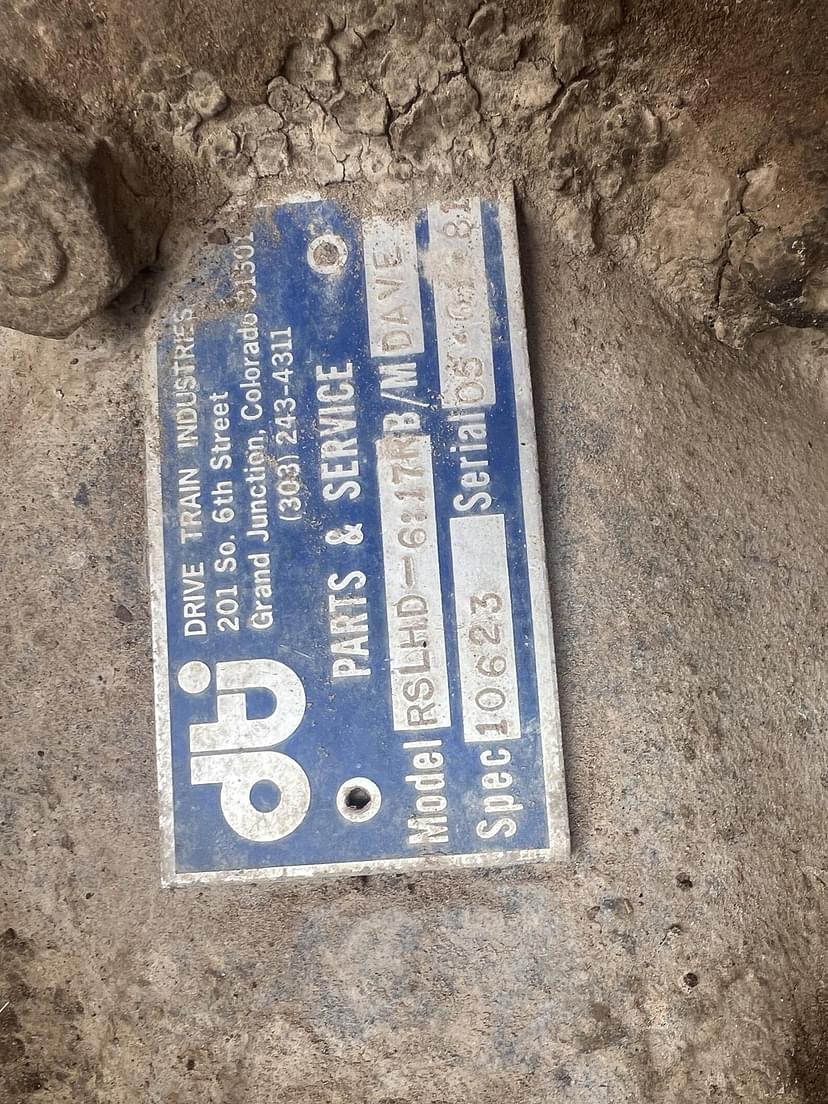 dti
DRIVE TRAIN INDUSTRIES
201 So. 6th Street
Grand Junction, Colorado 81501
(303) 243-4311
PARTS & SERVICE
Model RSLHD-6:17R B/M DAVE
Spec 10623 Serial